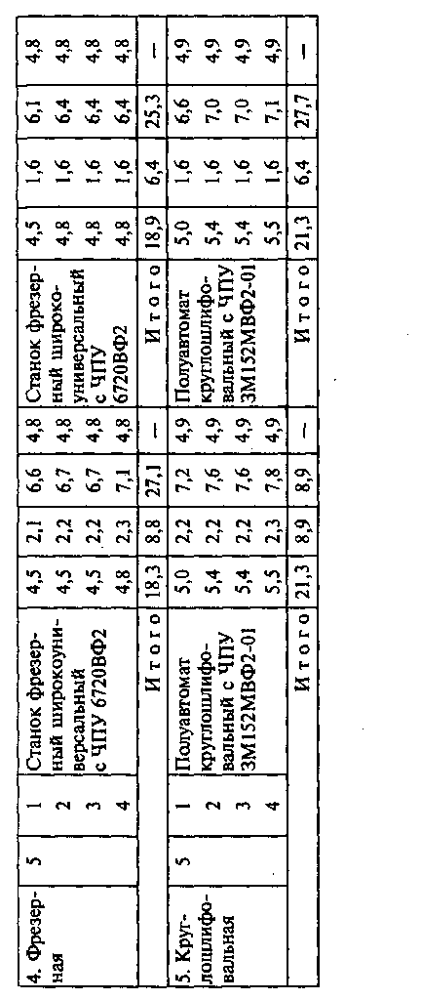 4. Фрезер- 5 1 Станок фрезер- 4,5 2,1 6,6 4,8 Станок фрезер- 4,5 1,6 6,1 4,8
ная 2 ный широкоуни- 4,5 2,2 6,7 4,8 ный широко- 4,8 1,6 6,4 4,8
3 версальный 4,5 2,2 6,7 4,8 универсальный 4,8 1,6 6,4 4,8
4 с ЧПУ 6720ВФ2 4,8 2,3 7,1 4,8 с ЧПУ 4,8 1,6 6,4 4,8
6720ВФ2
Итого 18,3 8,8 27,1 — Итого 18,9 6,4 25,3 —
5. Круг- 5 1 Полуавтомат 5,0 2,2 7,2 4,9 Полуавтомат 5,0 1,6 6,6 4,9
лошлифо- 2 круглошлифо- 5,4 2,2 7,6 4,9 круглошлифо- 5,4 1,6 7,0 4,9
вальная 3 вальный с ЧПУ 5,4 2,2 7,6 4,9 вальный с ЧПУ 5,4 1,6 7,0 4,9
4 3М152МВФ2-01 5,5 2,3 7,8 4,9 3М152МВФ2-01 5,5 1,6 7,1 4,9
Итого 21,3 8,9 8,9 — Итого 21,3 6,4 27,7 —